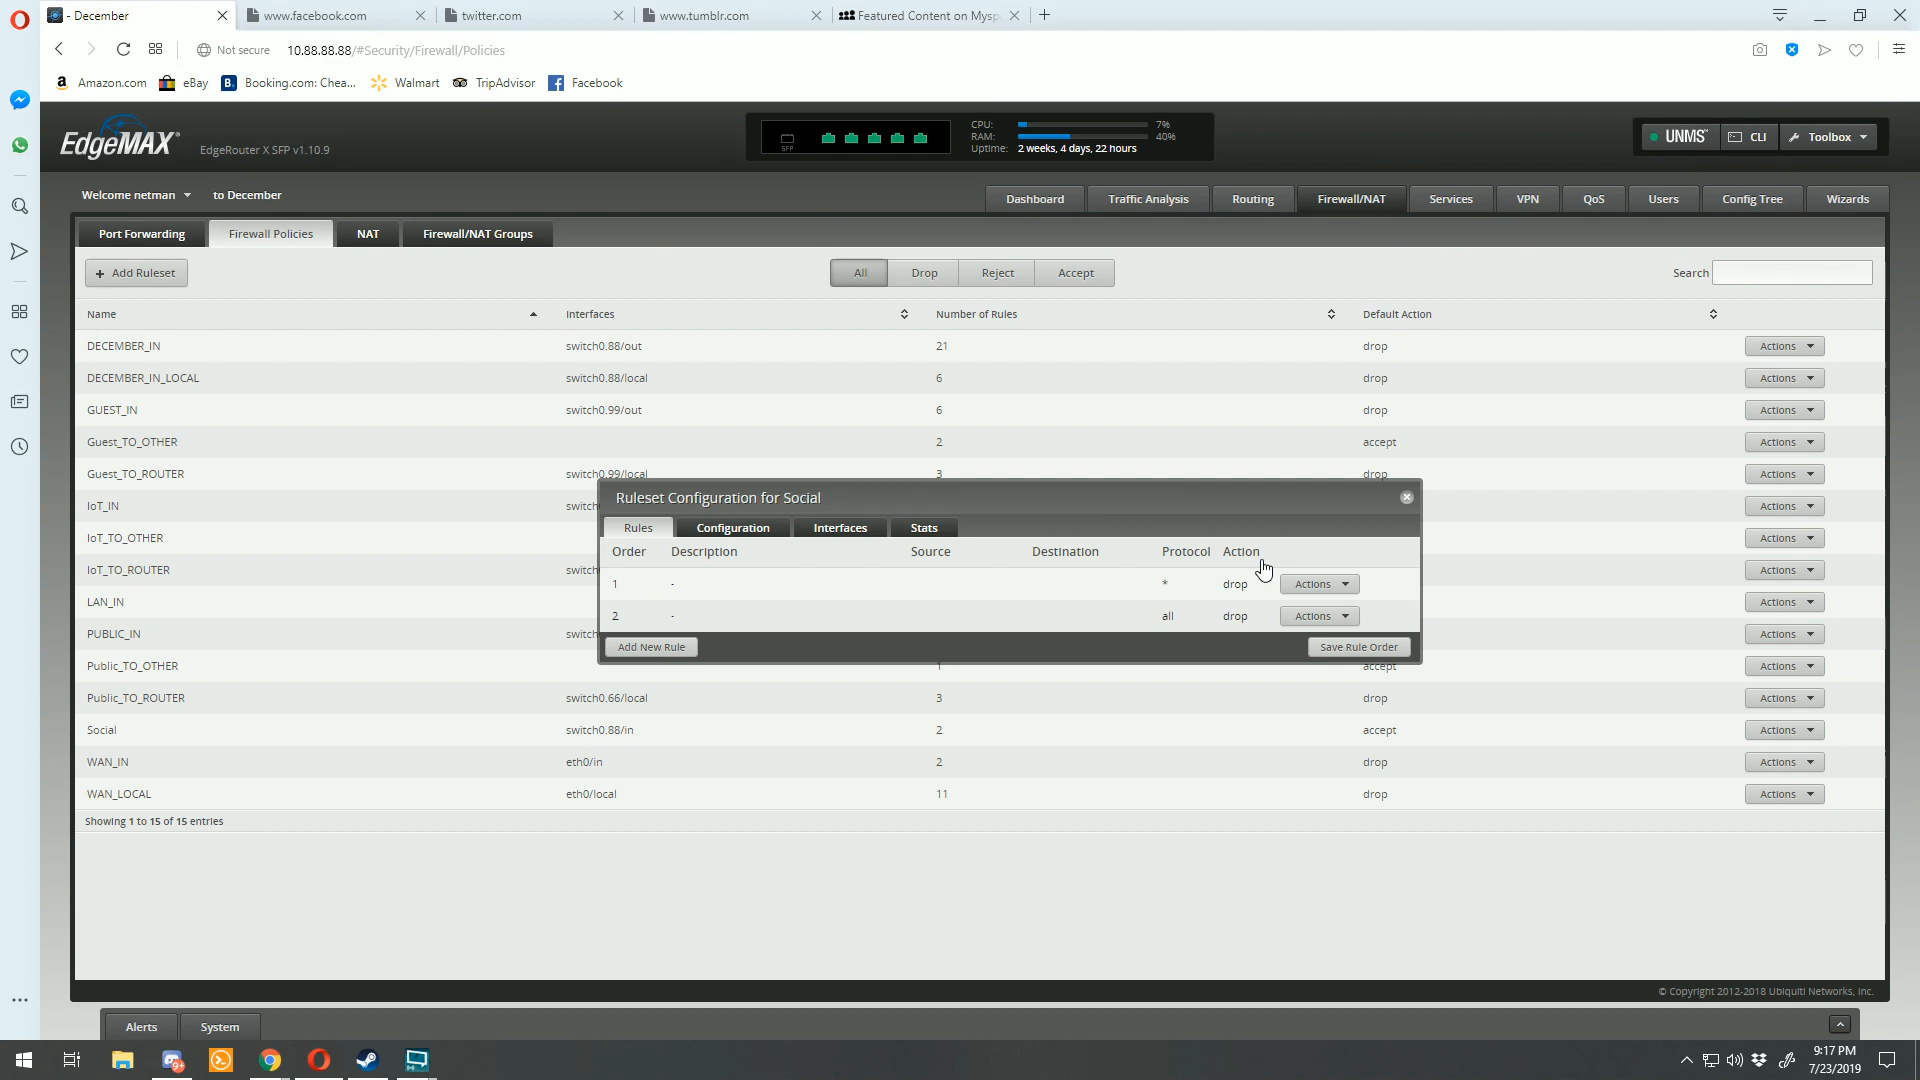 - December
www.facebook.com
twitter.com
www.tumblr.com
Featured Content on Mysp
Not secure
10.88.88.88/#Security/Firewall/Policies
Amazon.com
eBay
Booking.com: Chea...
Walmart
TripAdvisor
Facebook
EdgeMAX
EdgeRouter X SFP v1.10.9
SFP
CPU: 7%
RAM: 40%
Uptime: 2 weeks, 4 days, 22 hours
UNMS
CLI
Toolbox
Welcome netman
to December
Dashboard
Traffic Analysis
Routing
Firewall/NAT
Services
VPN
QoS
Users
Config Tree
Wizards
Port Forwarding
Firewall Policies
NAT
Firewall/NAT Groups
+ Add Ruleset
All
Drop
Reject
Accept
Search
Name Interfaces Number of Rules Default Action
DECEMBER_IN switch0.88/out 21 drop Actions
DECEMBER_IN_LOCAL switch0.88/local 6 drop Actions
GUEST_IN switch0.99/out 6 drop Actions
Guest_TO_OTHER 2 accept Actions
Guest_TO_ROUTER switch0.99/local 3 drop Actions
IoT_IN switch Actions
IoT_TO_OTHER Actions
IoT_TO_ROUTER switch Actions
LAN_IN Actions
PUBLIC_IN switch Actions
Public_TO_OTHER 1 accept Actions
Public_TO_ROUTER switch0.66/local 3 drop Actions
Social switch0.88/in 2 accept Actions
WAN_IN eth0/in 2 drop Actions
WAN_LOCAL eth0/local 11 drop Actions
Showing 1 to 15 of 15 entries
Ruleset Configuration for Social
Rules
Configuration
Interfaces
Stats
Order Description Source Destination Protocol Action
1 - * drop Actions
2 - all drop Actions
Add New Rule
Save Rule Order
© Copyright 2012-2018 Ubiquiti Networks, Inc.
Alerts
System
B.
9+
9:17 PM
7/23/2019